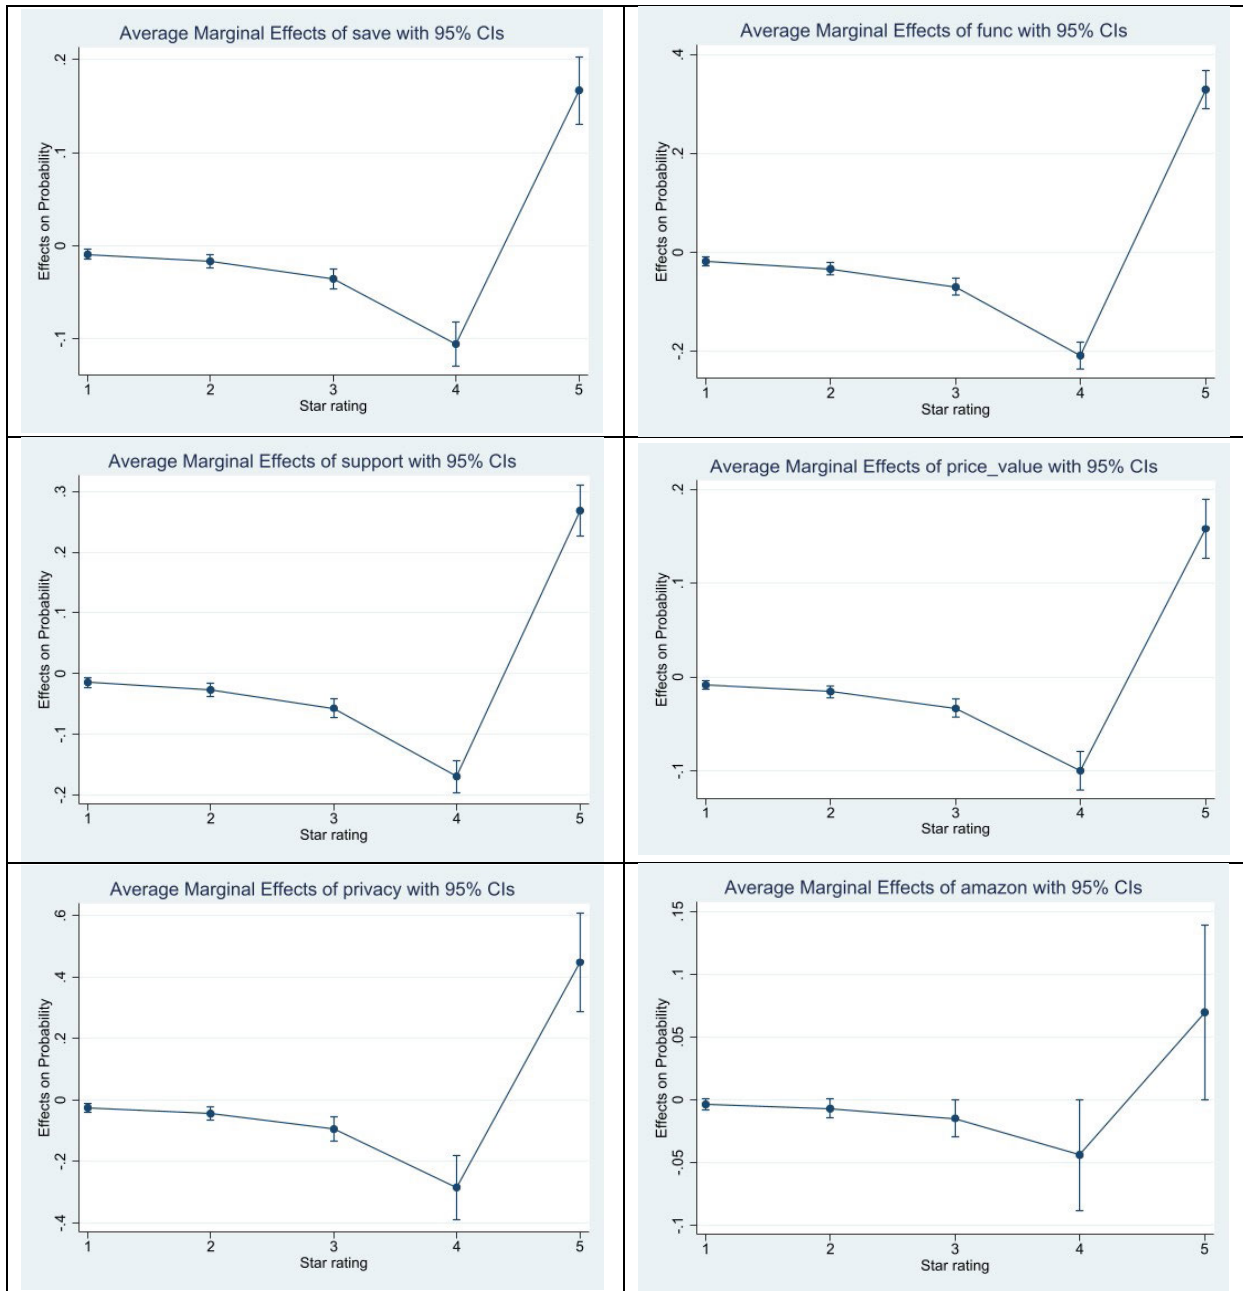 Average Marginal Effects of save with 95% CIs
Effects on Probability
.2
.1
0
-.1
1 2 3 4 5
Star rating
Average Marginal Effects of func with 95% CIs
Effects on Probability
.4
.2
0
-.2
1 2 3 4 5
Star rating
Average Marginal Effects of support with 95% CIs
Effects on Probability
.3
.2
.1
0
-.1
-.2
1 2 3 4 5
Star rating
Average Marginal Effects of price_value with 95% CIs
Effects on Probability
.2
.1
0
-.1
1 2 3 4 5
Star rating
Average Marginal Effects of privacy with 95% CIs
Effects on Probability
.6
.4
.2
0
-.2
-.4
1 2 3 4 5
Star rating
Average Marginal Effects of amazon with 95% CIs
Effects on Probability
.15
.1
.05
0
-.05
-.1
1 2 3 4 5
Star rating